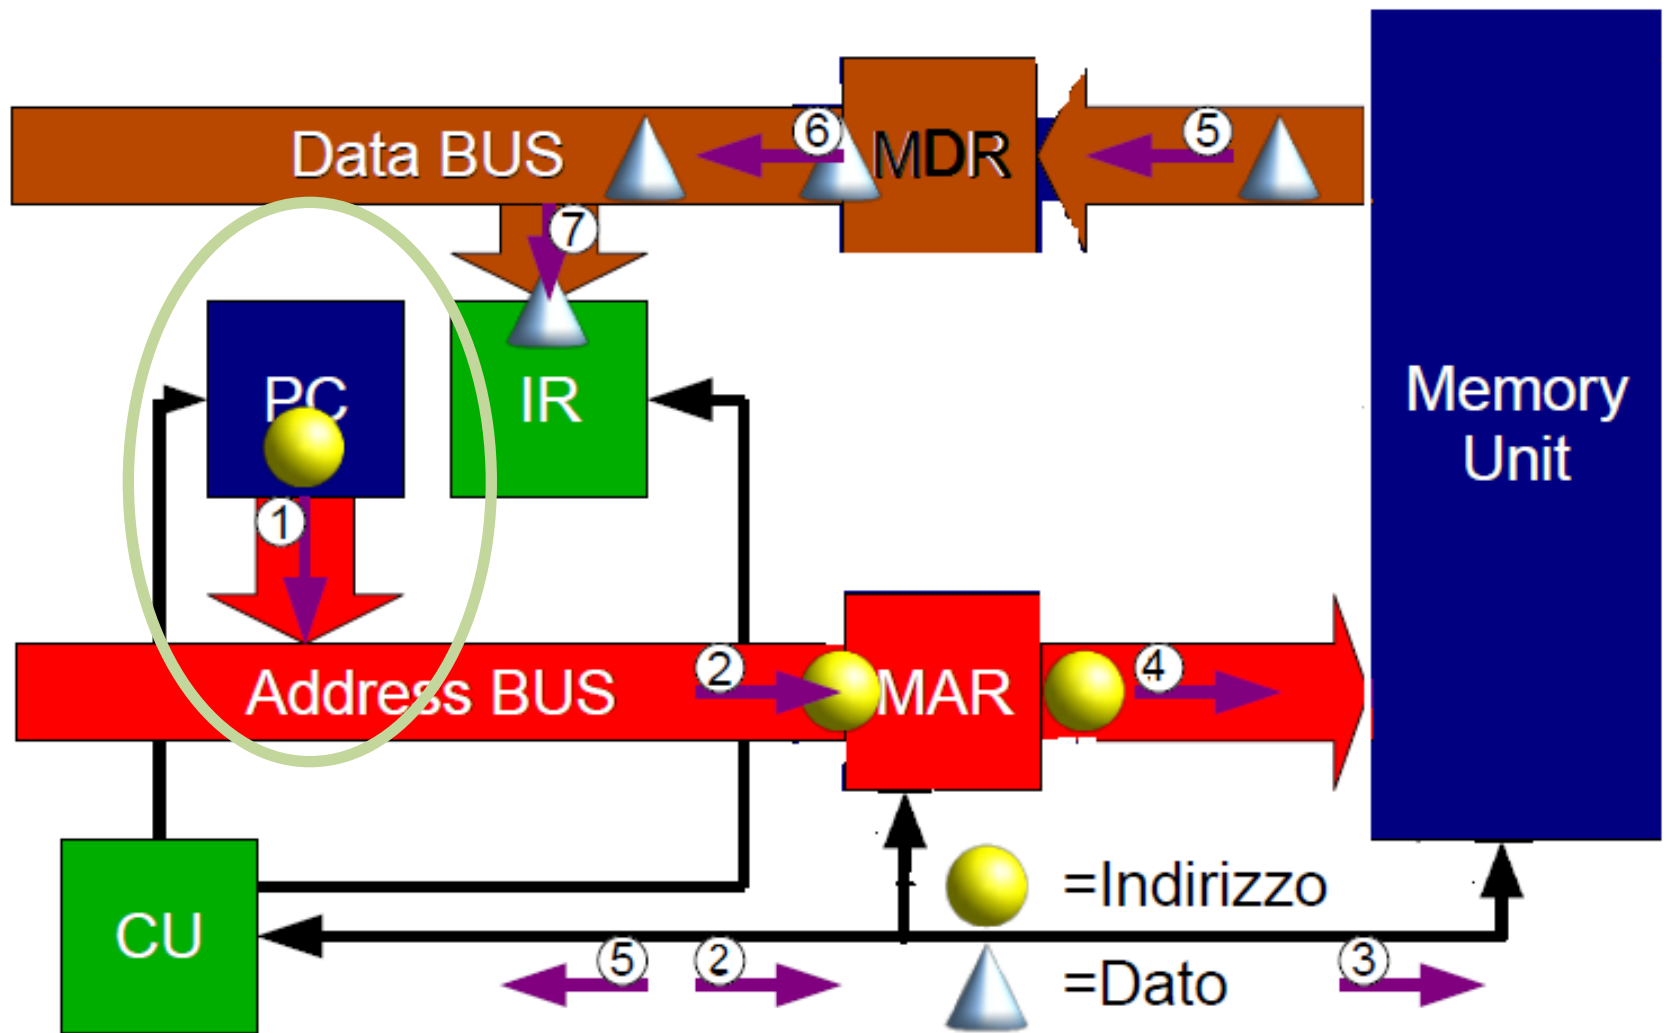 Data BUS
6
MDR
5
7
PC
IR
Memory
Unit
1
Address BUS
2
MAR
4
CU
=Indirizzo
5
2
3
=Dato